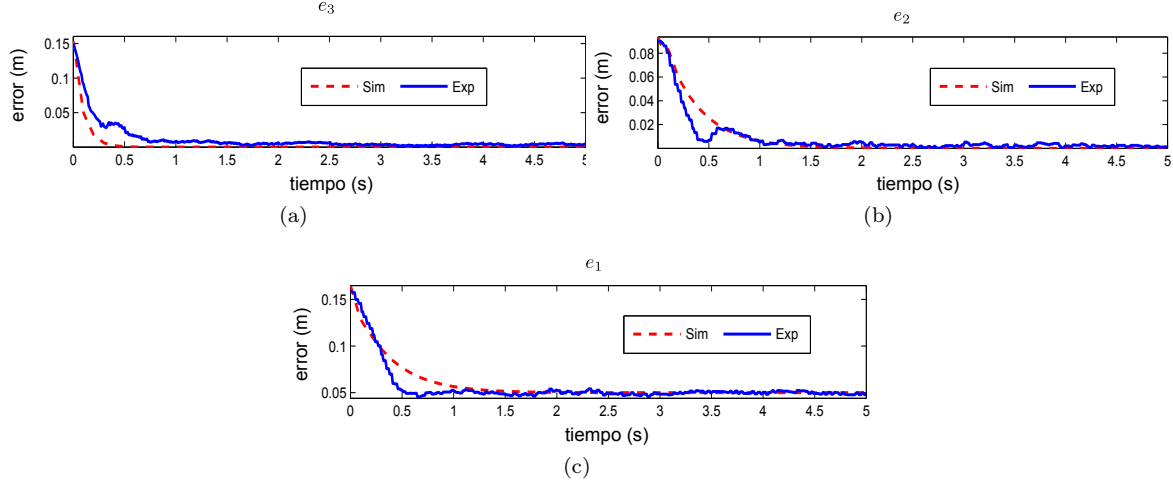 e3
0.15
0.1
0.05
error (m)
Sim Exp
0 0.5 1 1.5 2 2.5 3 3.5 4 4.5 5
tiempo (s)
(a)
e2
0.08
0.06
0.04
0.02
error (m)
Sim Exp
0 0.5 1 1.5 2 2.5 3 3.5 4 4.5 5
tiempo (s)
(b)
e1
0.15
0.1
0.05
error (m)
Sim Exp
0 0.5 1 1.5 2 2.5 3 3.5 4 4.5 5
tiempo (s)
(c)